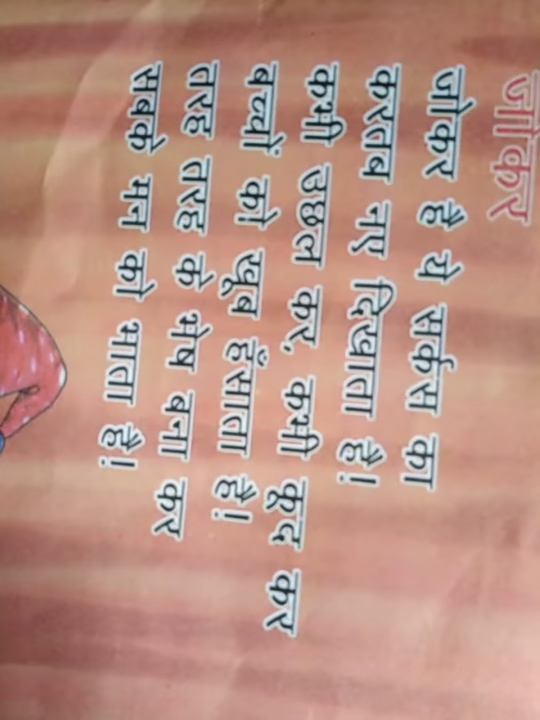 जोकर
जोकर है ये सर्कस का
करतब नए दिखाता है!
कभी उछल कर, कभी कूद कर
बच्चों को खूब हँसाता है!
तरह तरह के भेष बना कर
सबके मन को भाता है!